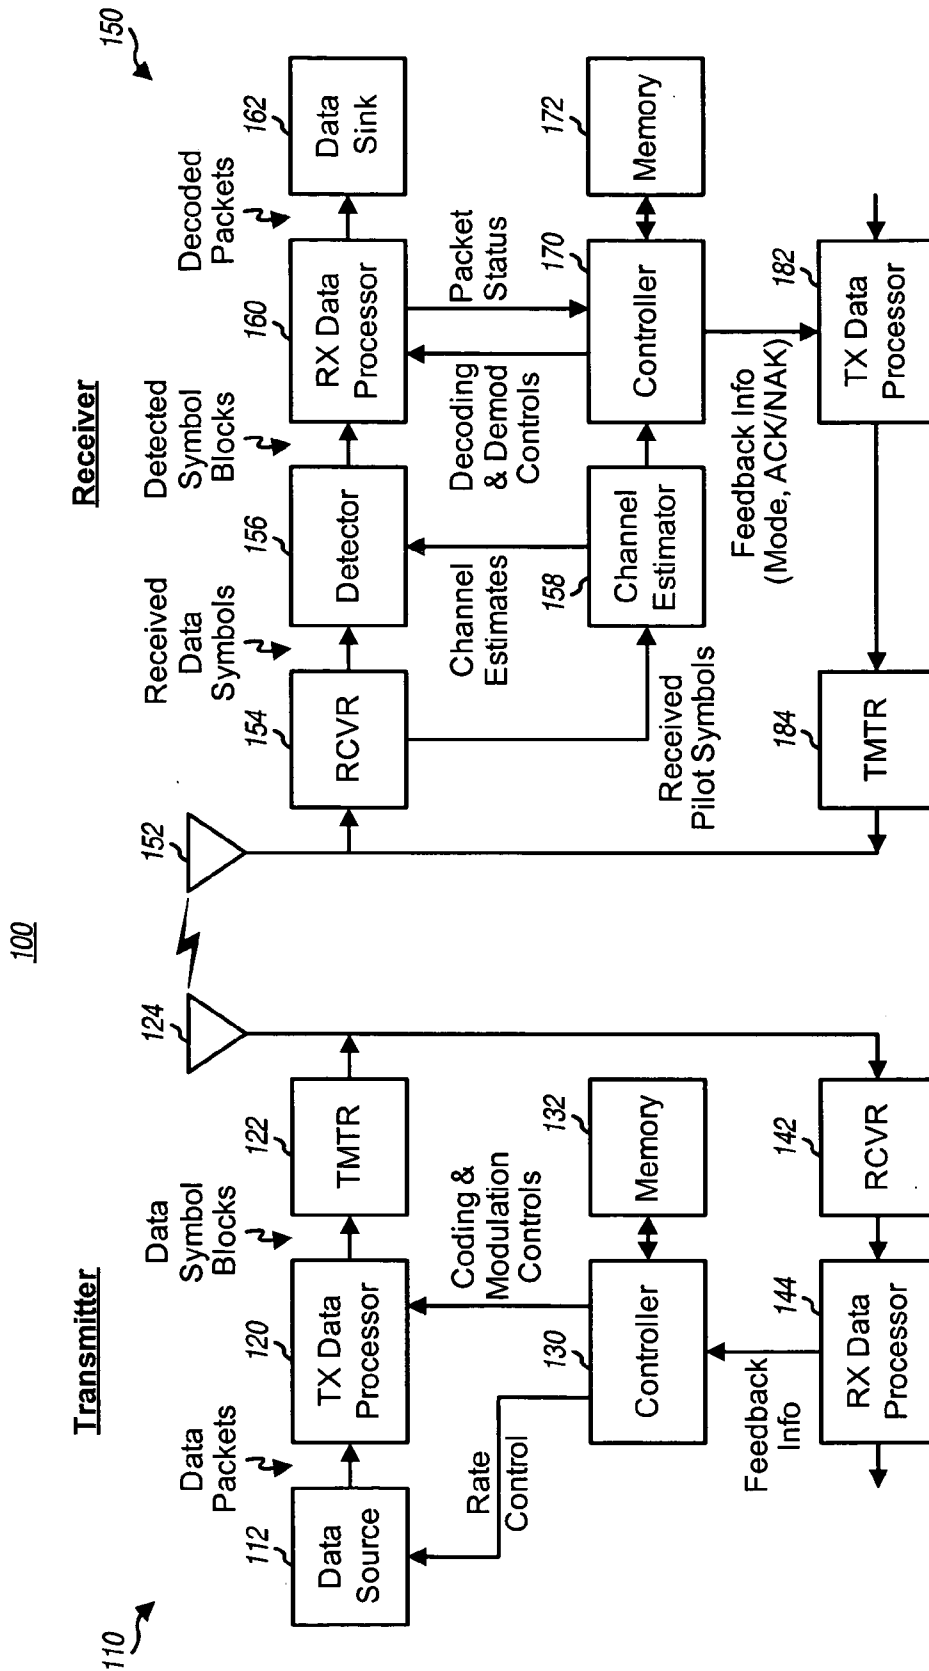 100
110
Transmitter
112
Data
Source
Data
Packets
120
TX Data
Processor
Data
Symbol
Blocks
122
TMTR
124
Rate
Control
130
Controller
Coding &
Modulation
Controls
132
Memory
Feedback
Info
144
RX Data
Processor
142
RCVR
150
Receiver
152
154
RCVR
Received
Data
Symbols
156
Detector
Detected
Symbol
Blocks
160
RX Data
Processor
Decoded
Packets
162
Data
Sink
Channel
Estimates
Decoding
& Demod
Controls
Packet
Status
Received
Pilot Symbols
158
Channel
Estimator
170
Controller
172
Memory
Feedback Info
(Mode, ACK/NAK)
184
TMTR
182
TX Data
Processor